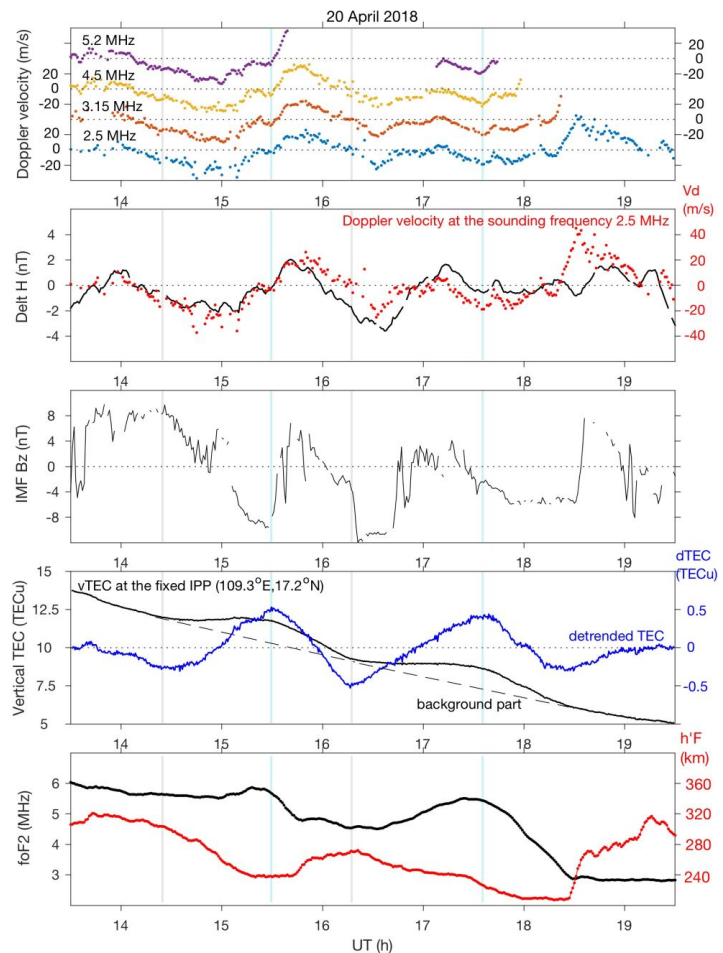 20 April 2018
Doppler velocity (m/s)
20
0
-20
20
0
-20
5.2 MHz
4.5 MHz
3.15 MHz
2.5 MHz
20
0
-20
20
0
-20
14 15 16 17 18 19
Vd
(m/s)
Doppler velocity at the sounding frequency 2.5 MHz
Delt H (nT)
4
2
0
-2
-4
40
20
0
-20
-40
14 15 16 17 18 19
IMF Bz (nT)
8
4
0
-4
-8
14 15 16 17 18 19
dTEC
(TECu)
vTEC at the fixed IPP (109.3°E,17.2°N)
Vertical TEC (TECu)
15
12.5
10
7.5
5
detrended TEC
background part
0.5
0
-0.5
14 15 16 17 18 19
h'F
(km)
foF2 (MHz)
6
5
4
3
360
320
280
240
14 15 16 17 18 19
UT (h)